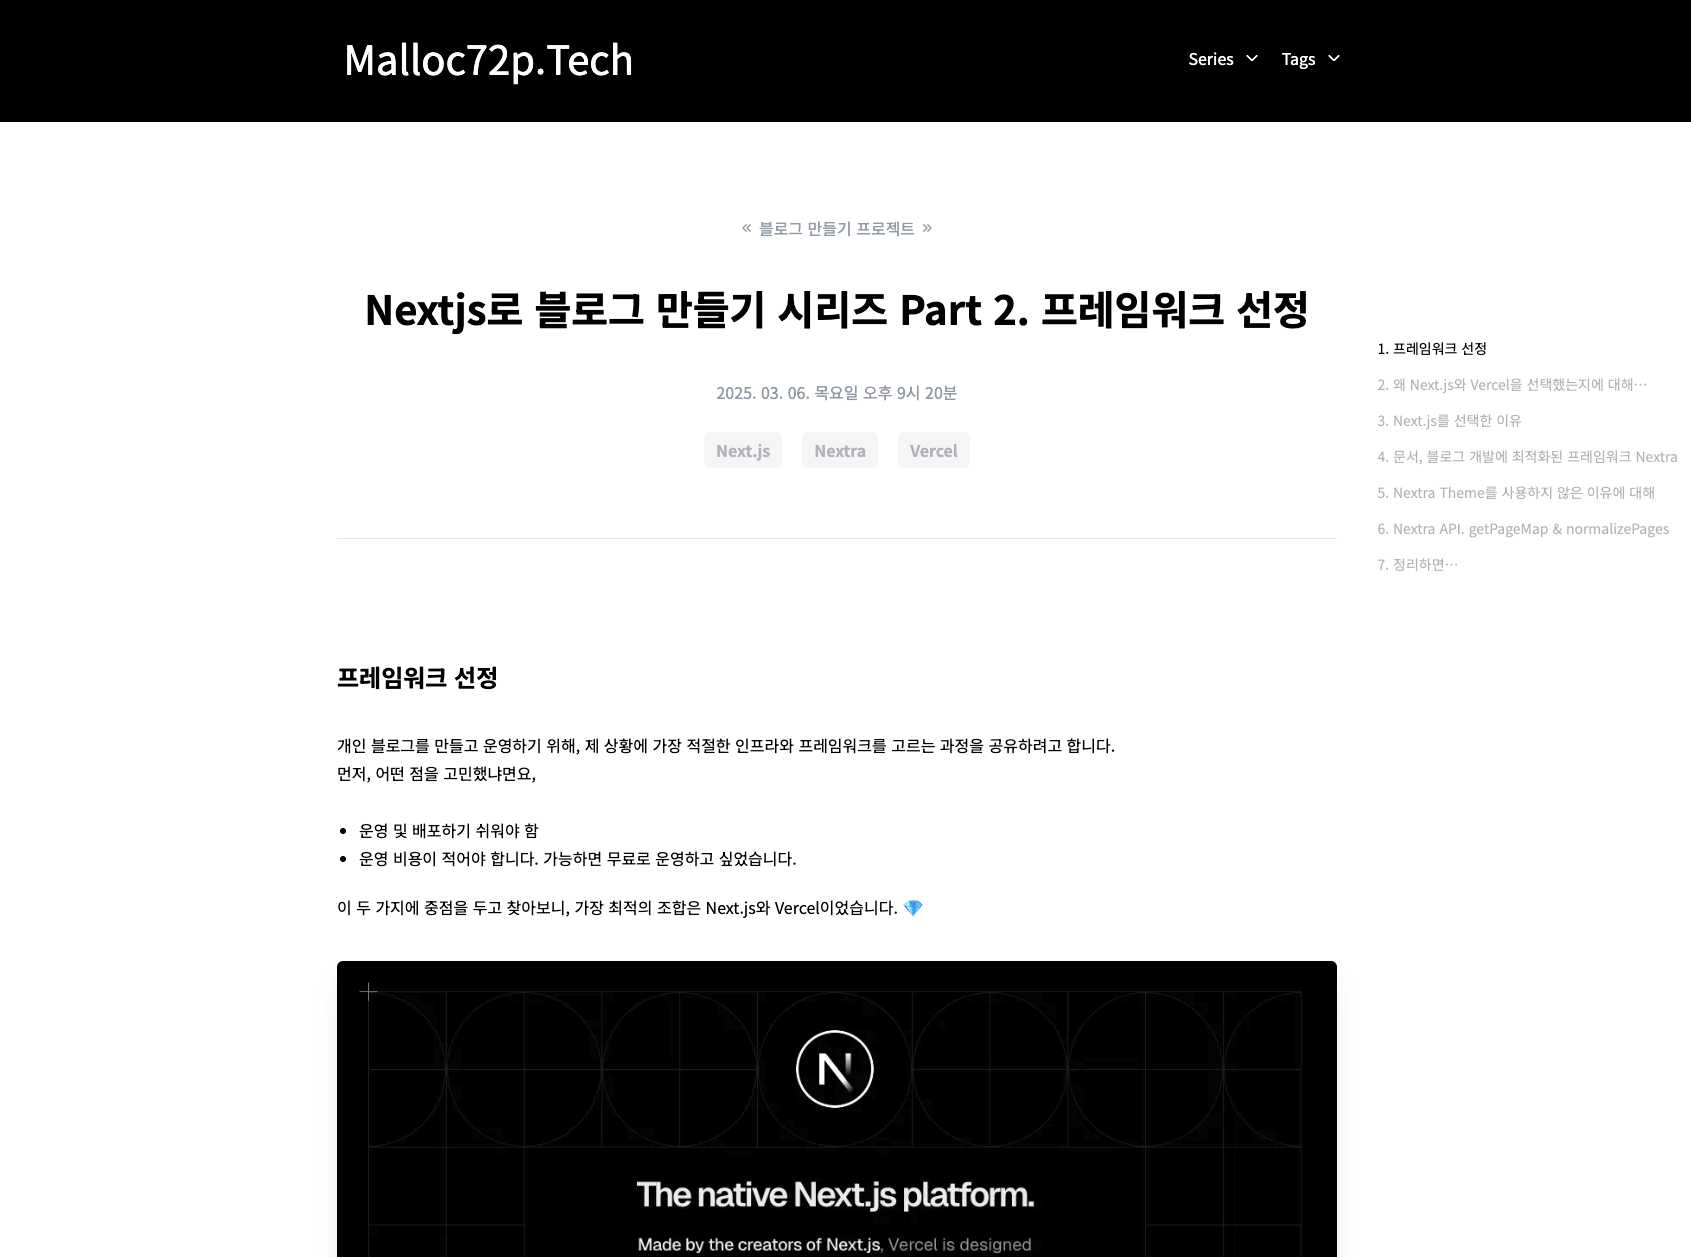 Malloc72p.Tech
Series
Tags
« 블로그 만들기 프로젝트 »
Nextjs로 블로그 만들기 시리즈 Part 2. 프레임워크 선정
2025. 03. 06. 목요일 오후 9시 20분
Next.js
Nextra
Vercel
1. 프레임워크 선정
2. 왜 Next.js와 Vercel을 선택했는지에 대해…
3. Next.js를 선택한 이유
4. 문서, 블로그 개발에 최적화된 프레임워크 Nextra
5. Nextra Theme를 사용하지 않은 이유에 대해
6. Nextra API. getPageMap & normalizePages
7. 정리하면…
프레임워크 선정
개인 블로그를 만들고 운영하기 위해, 제 상황에 가장 적절한 인프라와 프레임워크를 고르는 과정을 공유하려고 합니다.
먼저, 어떤 점을 고민했냐면요,
• 운영 및 배포하기 쉬워야 함
• 운영 비용이 적어야 합니다. 가능하면 무료로 운영하고 싶었습니다.
이 두 가지에 중점을 두고 찾아보니, 가장 최적의 조합은 Next.js와 Vercel이었습니다. 💎
N
The native Next.js platform.
Made by the creators of Next.js, Vercel is designed